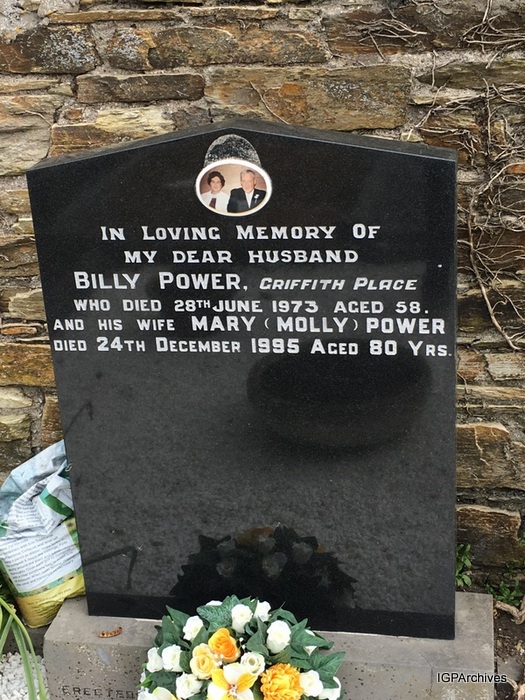 In Loving Memory Of
my dear husband
Billy Power, Griffith Place
who died 28th June 1973 aged 58.
and his wife Mary (Molly) Power
died 24th December 1995 Aged 80 Yrs.
Erected
IGPArchives